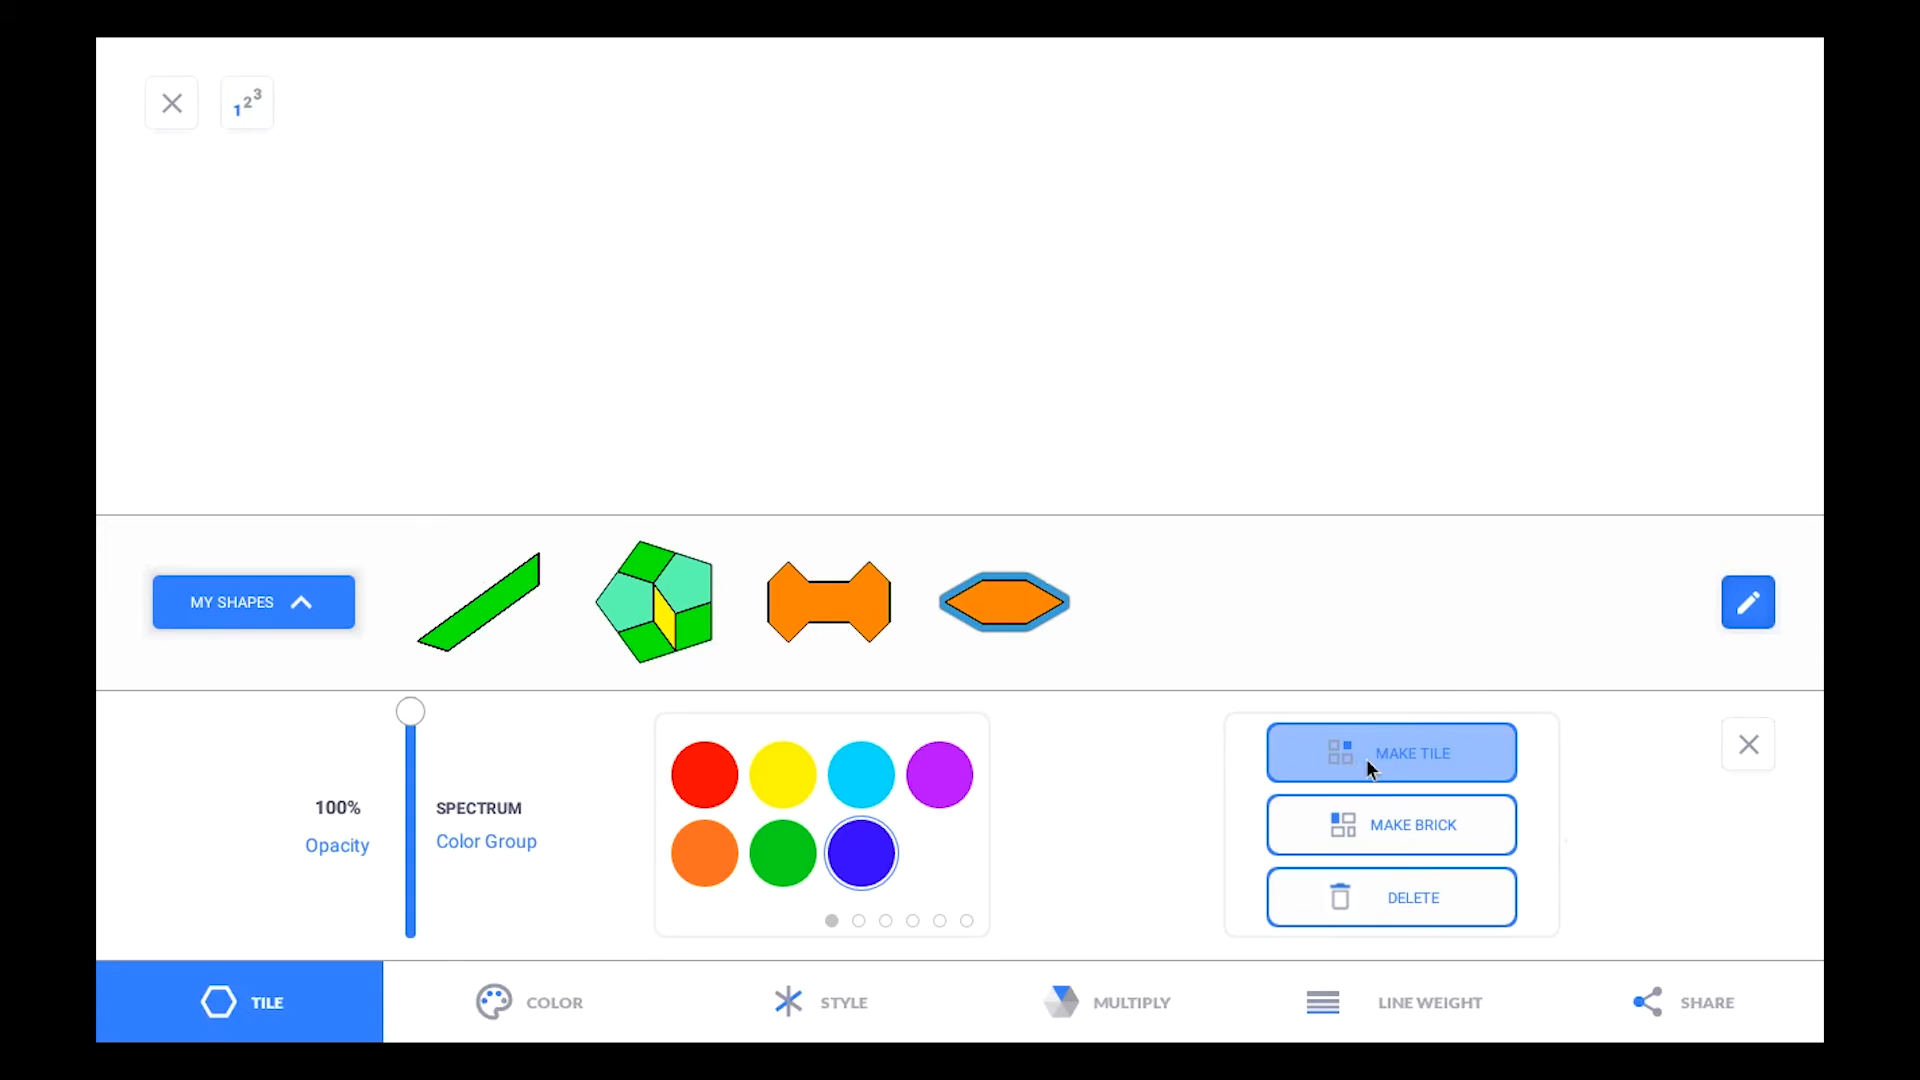 1 2 3
MY SHAPES
100%
Opacity
SPECTRUM
Color Group
MAKE TILE
MAKE BRICK
DELETE
TILE
COLOR
STYLE
MULTIPLY
LINE WEIGHT
SHARE